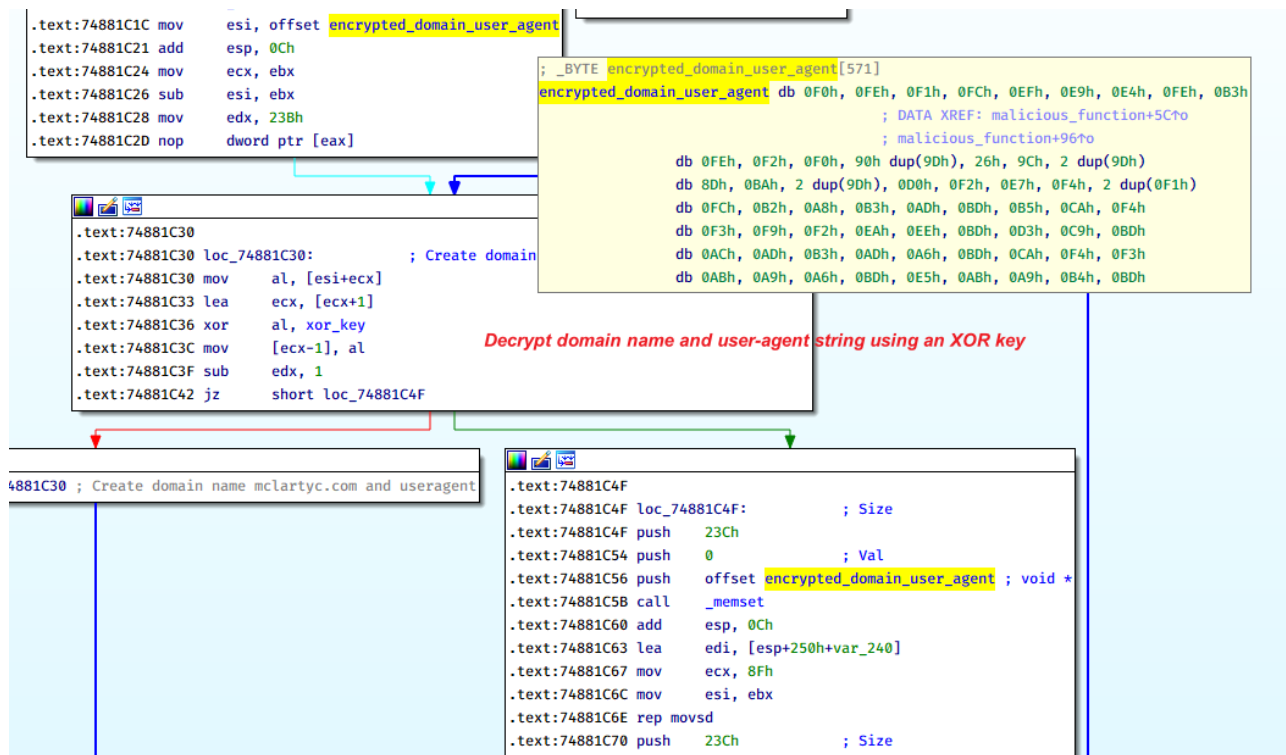 .text:74881C1C mov esi, offset encrypted_domain_user_agent
.text:74881C21 add esp, 0Ch
.text:74881C24 mov ecx, ebx
.text:74881C26 sub esi, ebx
.text:74881C28 mov edx, 23Bh
.text:74881C2D nop dword ptr [eax]
; _BYTE encrypted_domain_user_agent[571]
encrypted_domain_user_agent db 0F0h, 0FEh, 0F1h, 0FCh, 0EFh, 0E9h, 0E4h, 0FEh, 0B3h
; DATA XREF: malicious_function+5C↑o
; malicious_function+96↑o
db 0FEh, 0F2h, 0F0h, 90h dup(9Dh), 26h, 9Ch, 2 dup(9Dh)
db 8Dh, 0BAh, 2 dup(9Dh), 0D0h, 0F2h, 0E7h, 0F4h, 2 dup(0F1h)
db 0FCh, 0B2h, 0A8h, 0B3h, 0ADh, 0BDh, 0B5h, 0CAh, 0F4h
db 0F3h, 0F9h, 0F2h, 0EAh, 0EEh, 0BDh, 0D3h, 0C9h, 0BDh
db 0ACh, 0ADh, 0B3h, 0ADh, 0A6h, 0BDh, 0CAh, 0F4h, 0F3h
db 0ABh, 0A9h, 0A6h, 0BDh, 0E5h, 0ABh, 0A9h, 0B4h, 0BDh
.text:74881C30
.text:74881C30 loc_74881C30: ; Create domain
.text:74881C30 mov al, [esi+ecx]
.text:74881C33 lea ecx, [ecx+1]
.text:74881C36 xor al, xor_key
.text:74881C3C mov [ecx-1], al
.text:74881C3F sub edx, 1
.text:74881C42 jz short loc_74881C4F
Decrypt domain name and user-agent string using an XOR key
4881C30 ; Create domain name mclartyc.com and useragent
.text:74881C4F
.text:74881C4F loc_74881C4F: ; Size
.text:74881C4F push 23Ch
.text:74881C54 push 0 ; Val
.text:74881C56 push offset encrypted_domain_user_agent ; void *
.text:74881C5B call _memset
.text:74881C60 add esp, 0Ch
.text:74881C63 lea edi, [esp+250h+var_240]
.text:74881C67 mov ecx, 8Fh
.text:74881C6C mov esi, ebx
.text:74881C6E rep movsd
.text:74881C70 push 23Ch ; Size